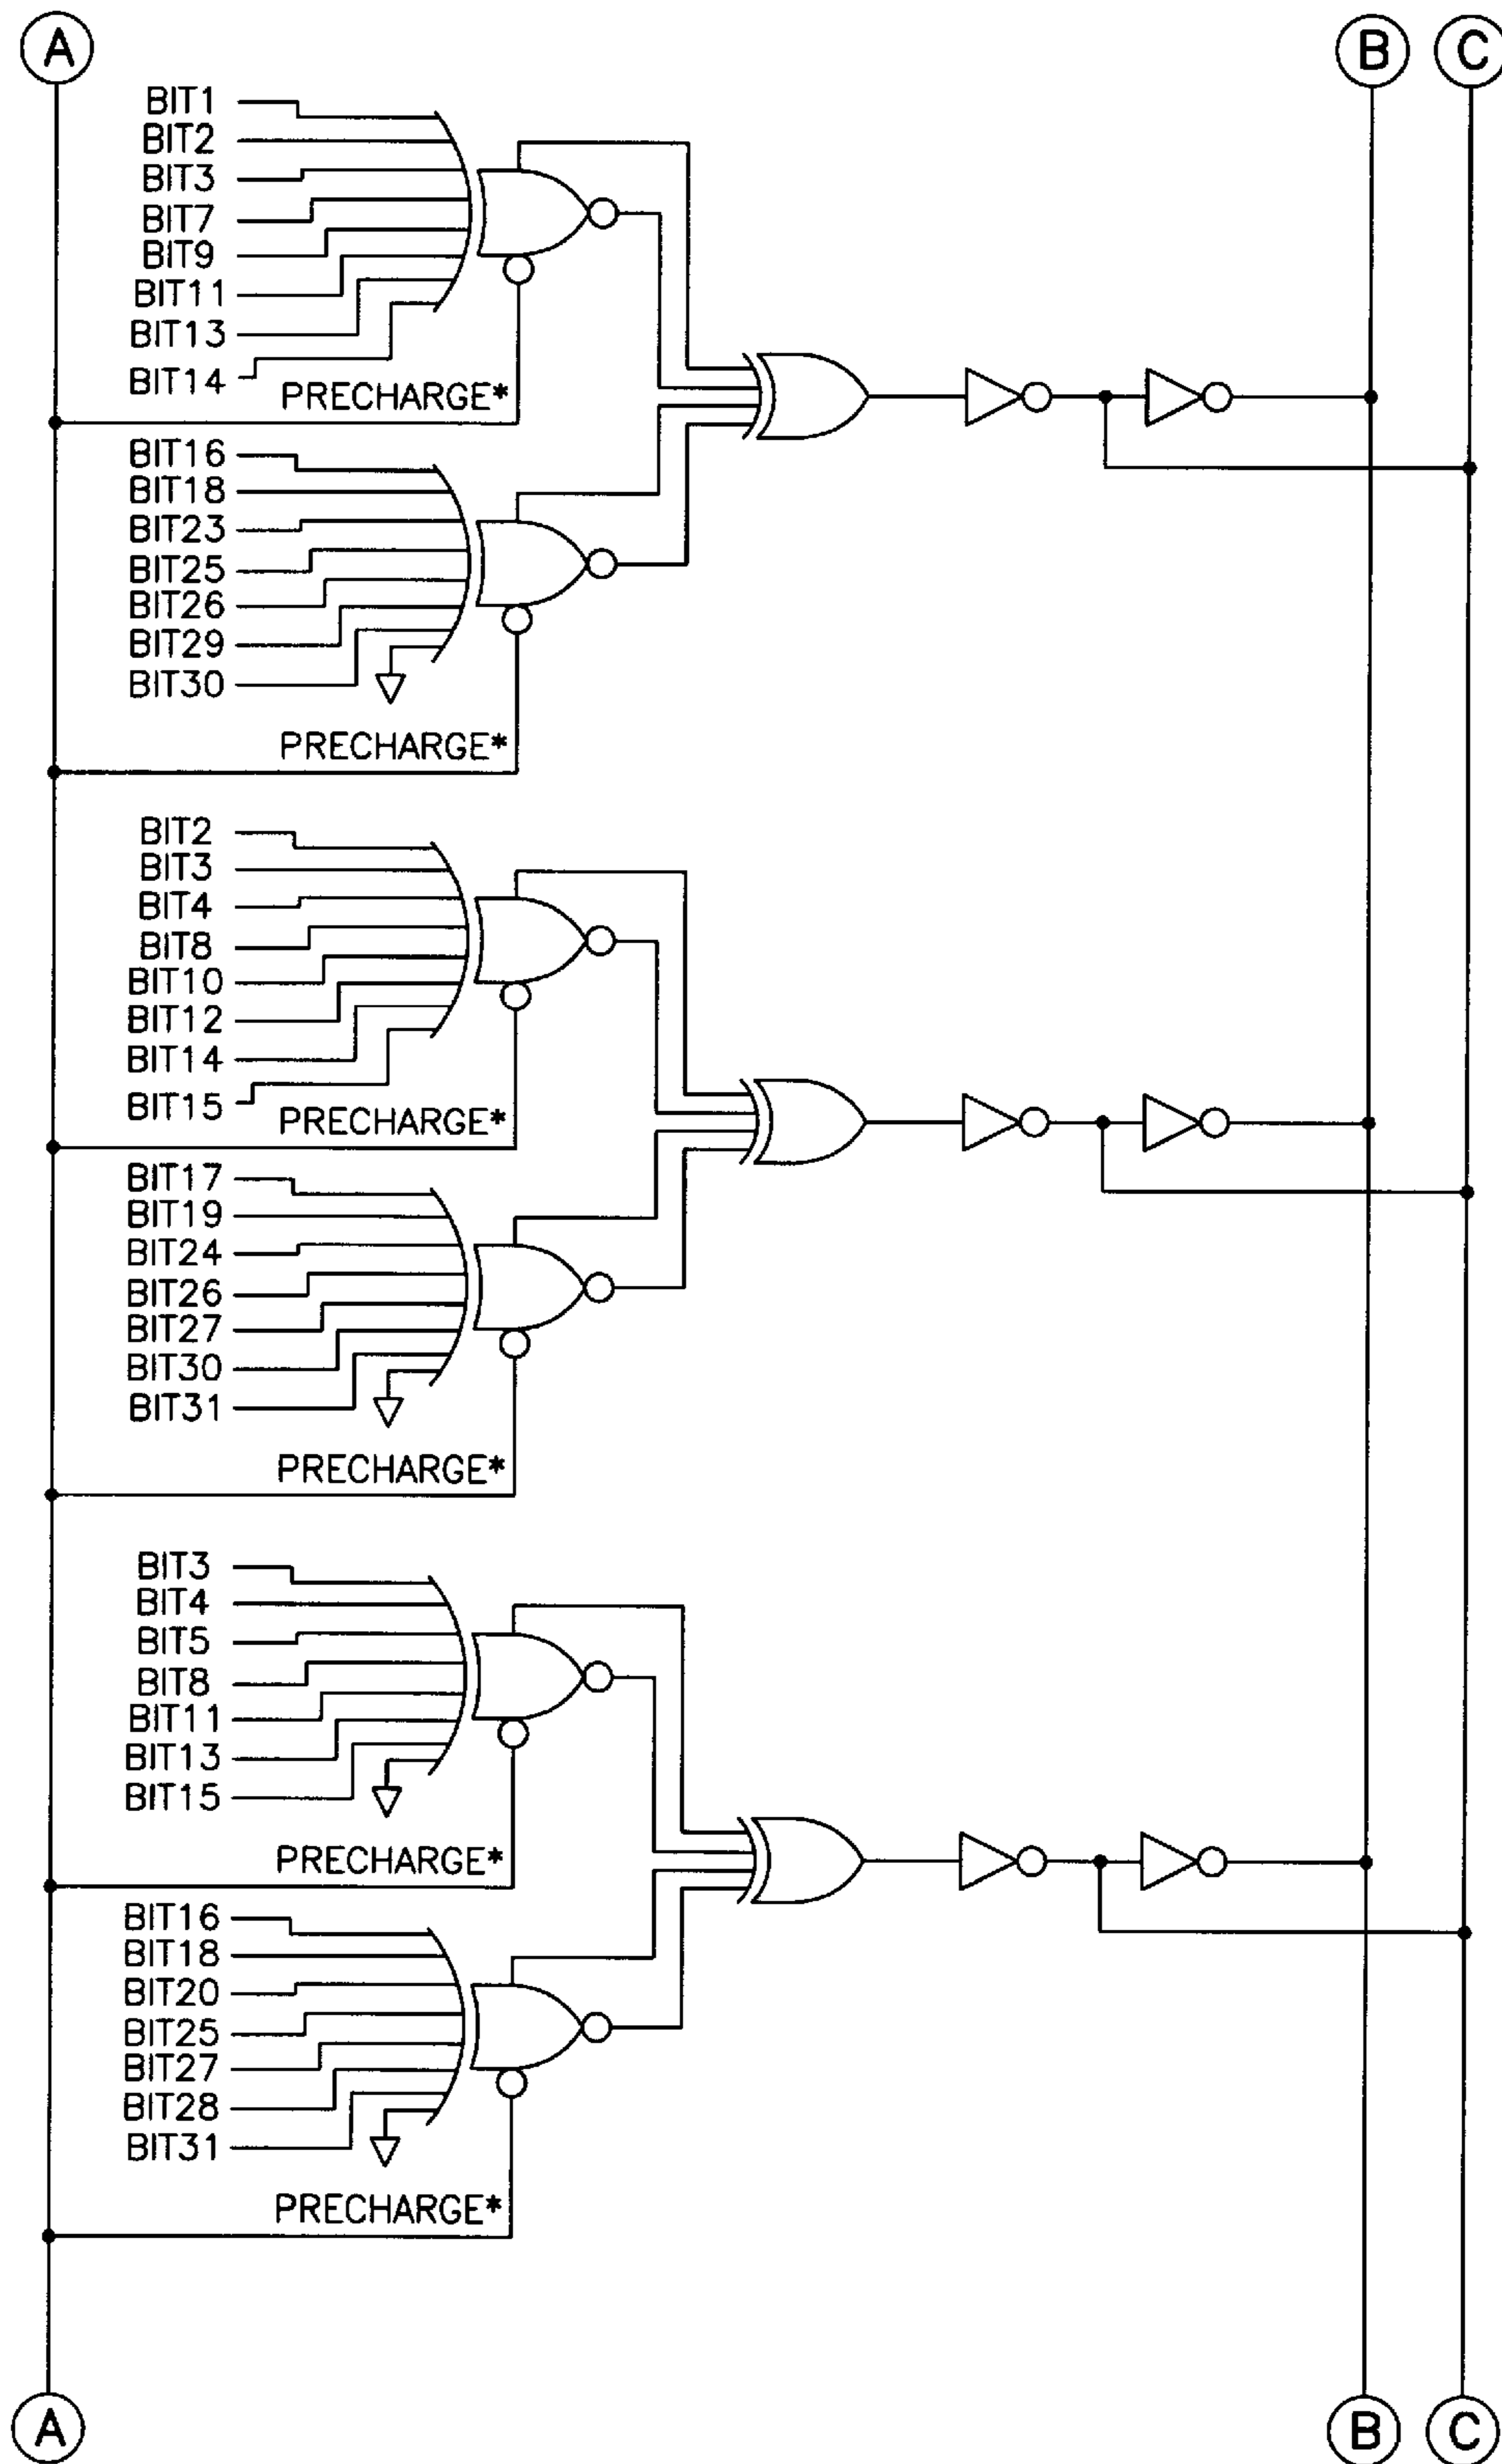 A B C
BIT1
BIT2
BIT3
BIT7
BIT9
BIT11
BIT13
BIT14
PRECHARGE*
BIT16
BIT18
BIT23
BIT25
BIT26
BIT29
BIT30
PRECHARGE*
BIT2
BIT3
BIT4
BIT8
BIT10
BIT12
BIT14
BIT15
PRECHARGE*
BIT17
BIT19
BIT24
BIT26
BIT27
BIT30
BIT31
PRECHARGE*
BIT3
BIT4
BIT5
BIT8
BIT11
BIT13
BIT15
PRECHARGE*
BIT16
BIT18
BIT20
BIT25
BIT27
BIT28
BIT31
PRECHARGE*
A B C